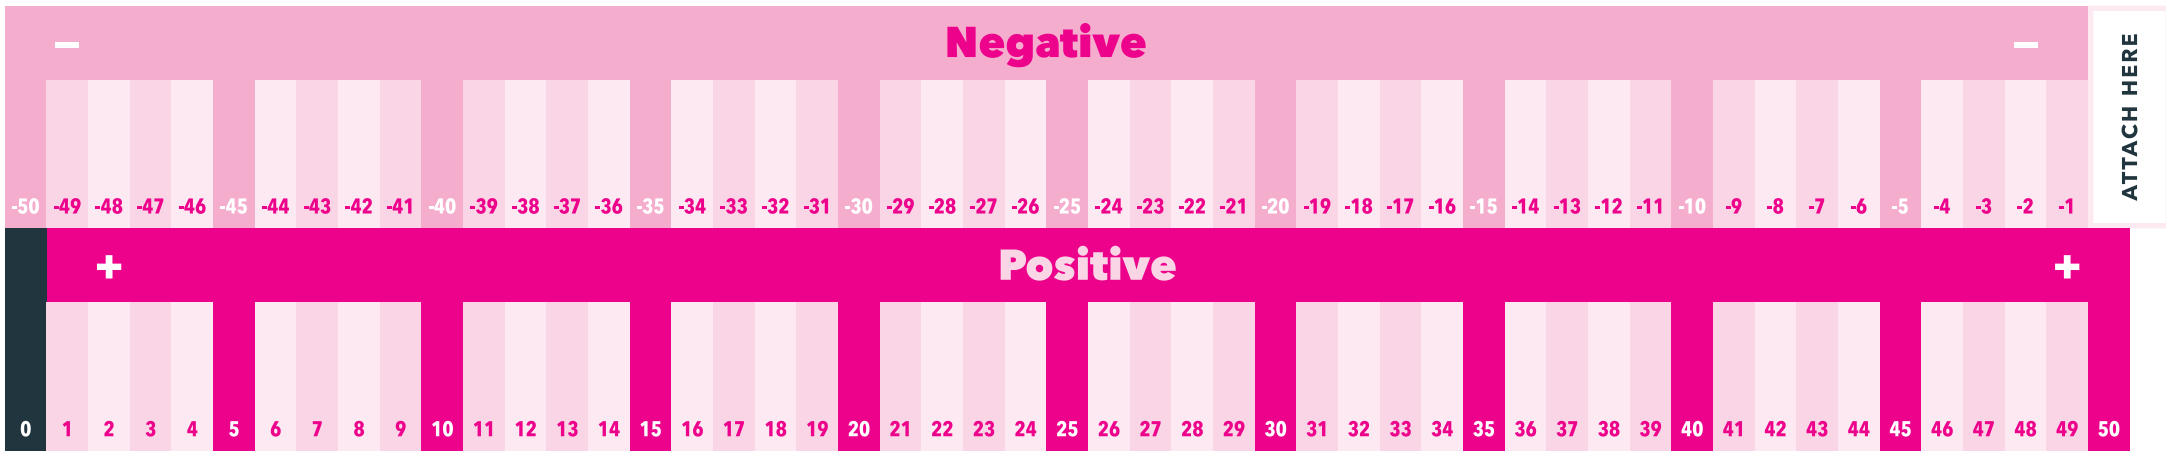 − Negative −
-50 -49 -48 -47 -46 -45 -44 -43 -42 -41 -40 -39 -38 -37 -36 -35 -34 -33 -32 -31 -30 -29 -28 -27 -26 -25 -24 -23 -22 -21 -20 -19 -18 -17 -16 -15 -14 -13 -12 -11 -10 -9 -8 -7 -6 -5 -4 -3 -2 -1
ATTACH HERE
+ Positive +
0 1 2 3 4 5 6 7 8 9 10 11 12 13 14 15 16 17 18 19 20 21 22 23 24 25 26 27 28 29 30 31 32 33 34 35 36 37 38 39 40 41 42 43 44 45 46 47 48 49 50